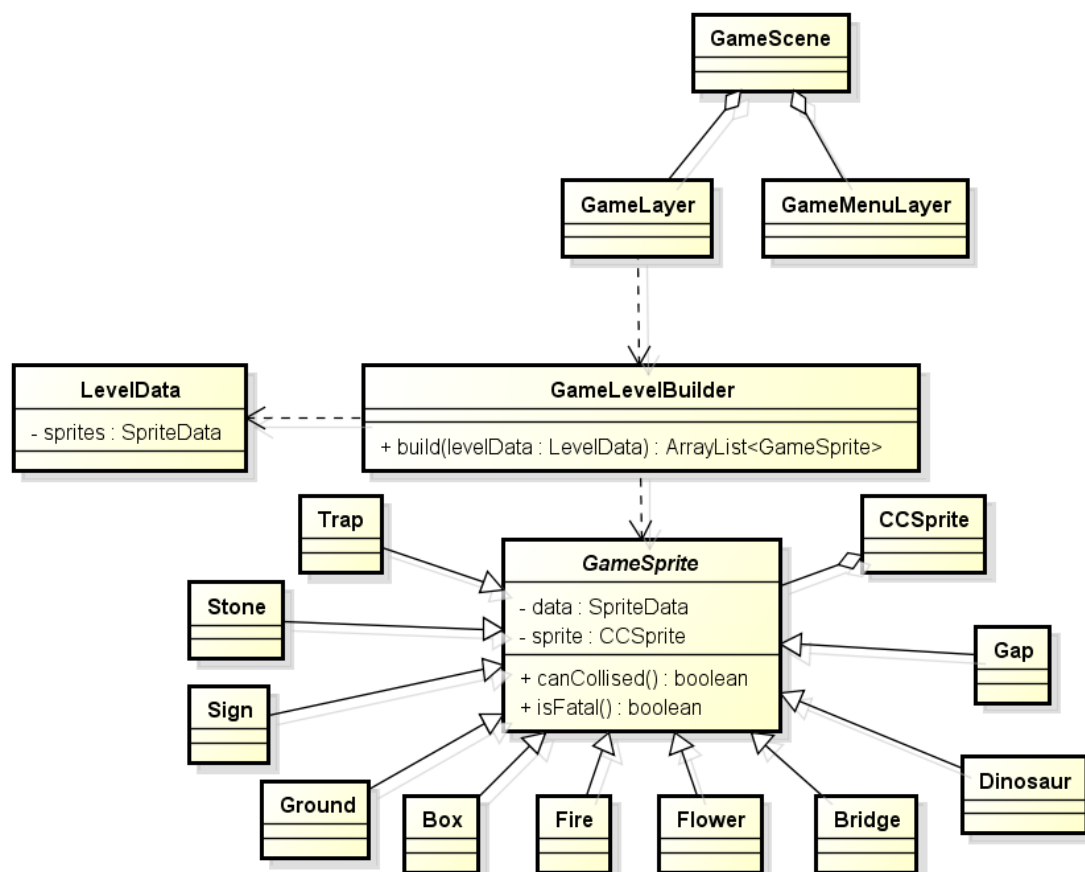 GameScene
GameLayer
GameMenuLayer
LevelData
- sprites : SpriteData
GameLevelBuilder
+ build(levelData : LevelData) : ArrayList<GameSprite>
Trap
CCSprite
GameSprite
- data : SpriteData
- sprite : CCSprite
+ canCollised() : boolean
+ isFatal() : boolean
Stone
Gap
Sign
Dinosaur
Ground
Box
Fire
Flower
Bridge